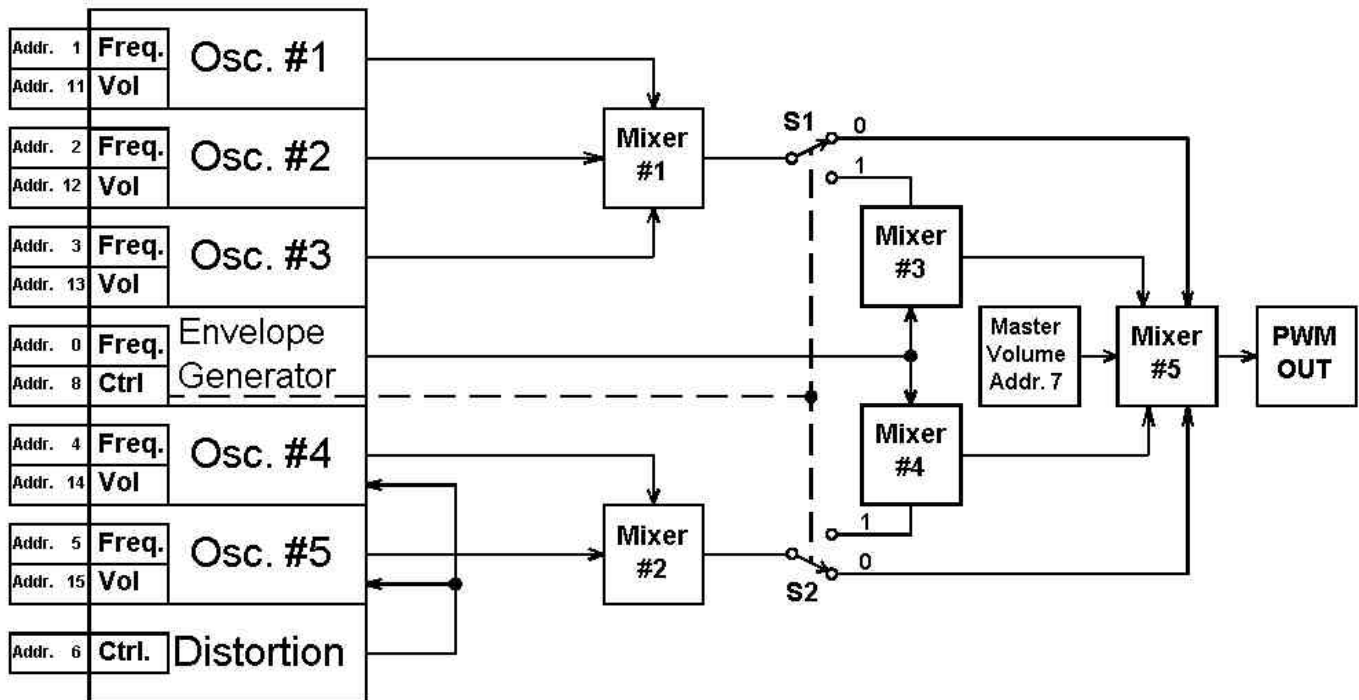 Addr. 1 Freq.
Addr. 11 Vol
Osc. #1
Addr. 2 Freq.
Addr. 12 Vol
Osc. #2
Addr. 3 Freq.
Addr. 13 Vol
Osc. #3
Addr. 0 Freq.
Addr. 8 Ctrl
Envelope
Generator
Addr. 4 Freq.
Addr. 14 Vol
Osc. #4
Addr. 5 Freq.
Addr. 15 Vol
Osc. #5
Addr. 6 Ctrl.
Distortion
Mixer
#1
Mixer
#2
S1
0
1
Mixer
#3
Mixer
#4
1
0
S2
Master
Volume
Addr. 7
Mixer
#5
PWM
OUT